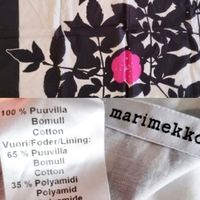 100 % Puuvilla
Bomull
Cotton
Vuori/Foder/Lining:
65 % Puuvilla
Bomull
Cotton
35 % Polyamidi
Polyamid
marimekko